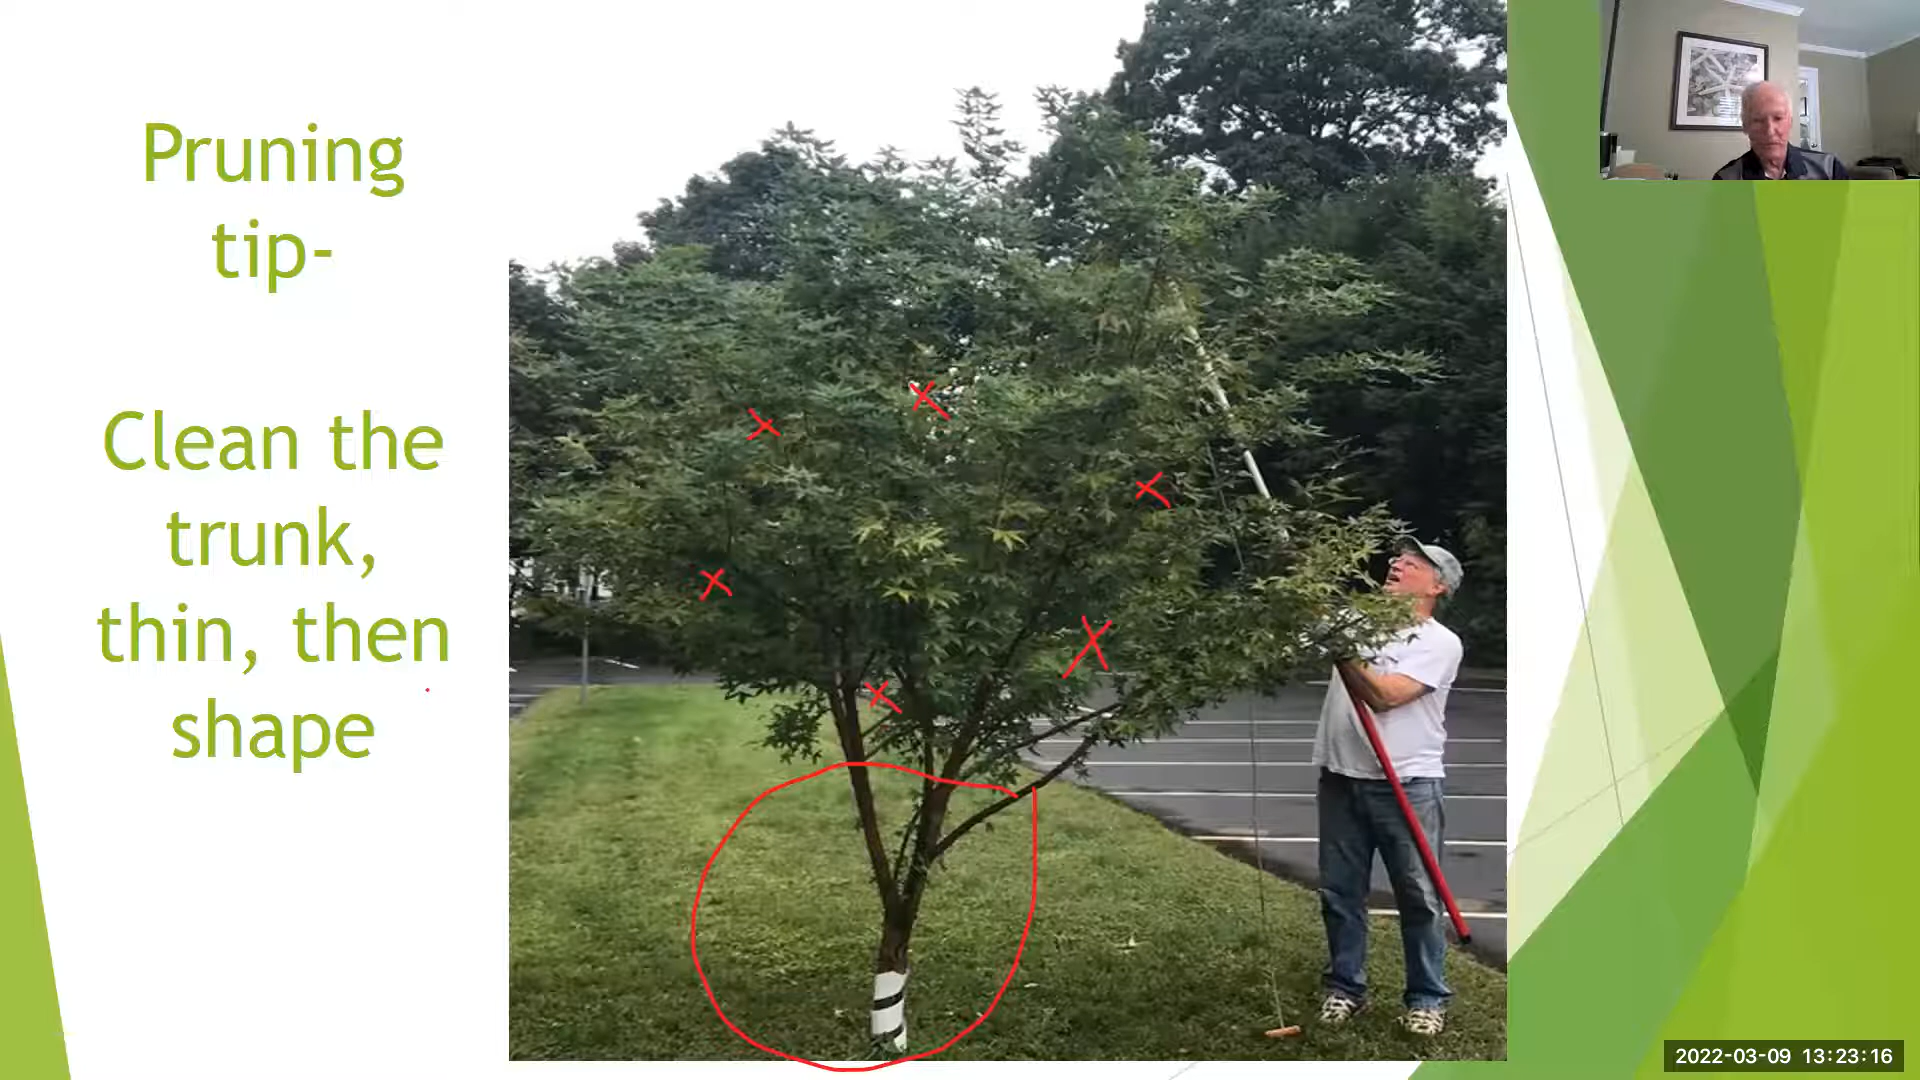 Pruning
tip-
Clean the
trunk,
thin, then
shape
2022-03-09 13:23:16